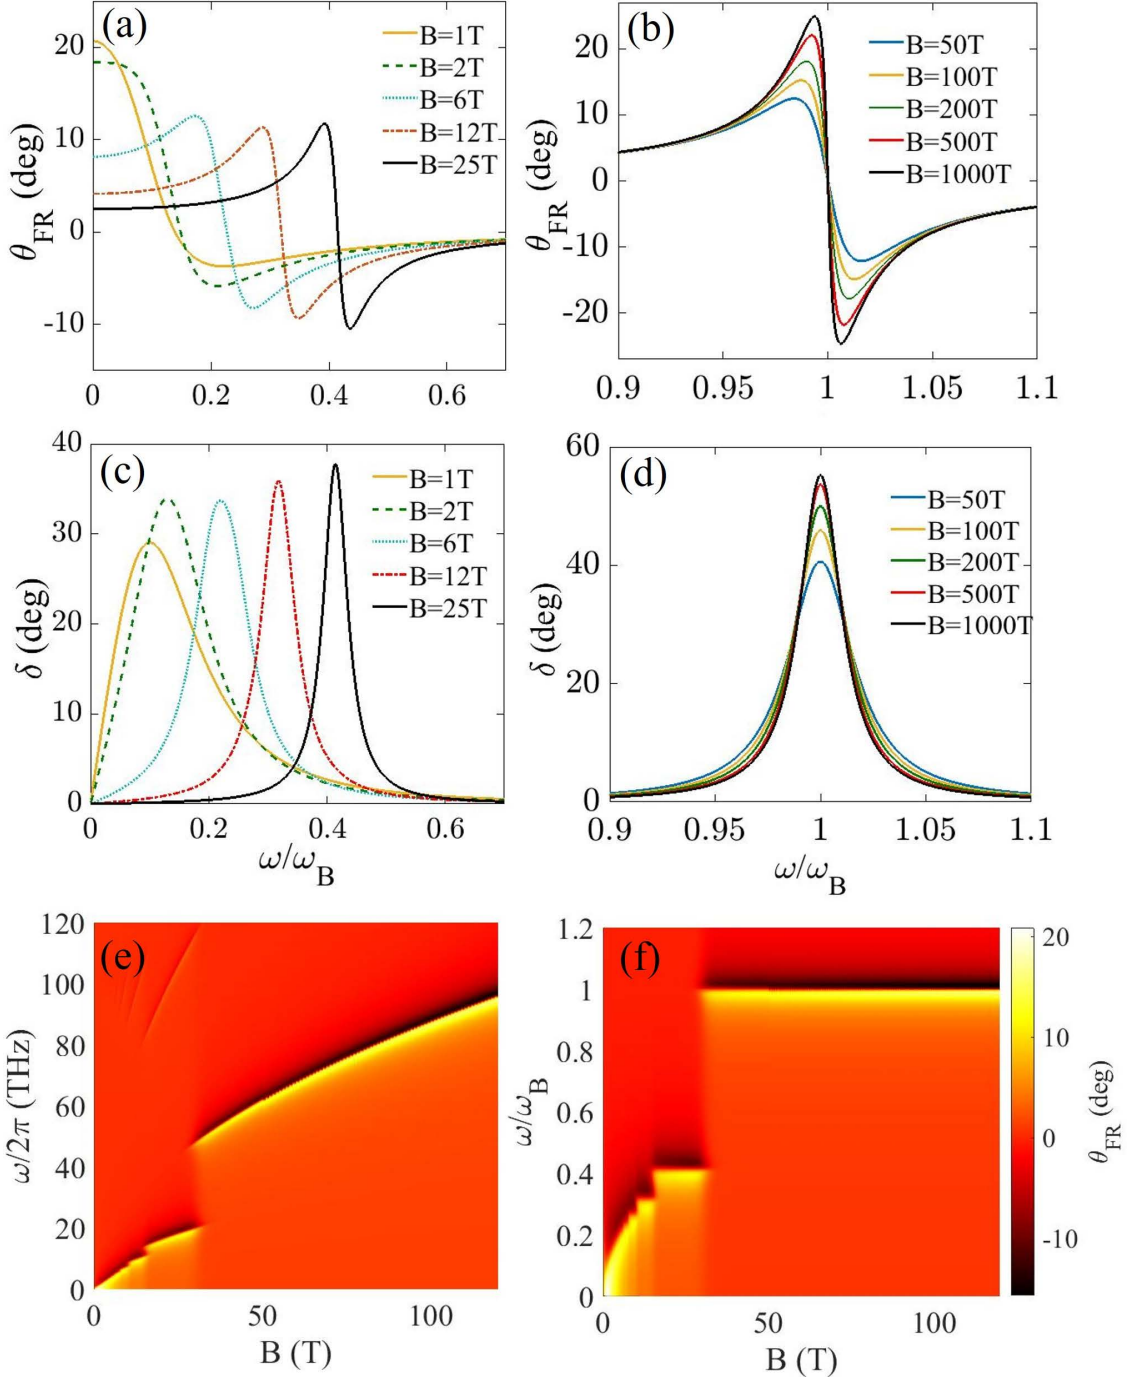 (a)
B=1T
B=2T
B=6T
B=12T
B=25T
20
10
0
-10
θFR (deg)
0
0.2
0.4
0.6
(b)
B=50T
B=100T
B=200T
B=500T
B=1000T
20
10
0
-10
-20
θFR (deg)
0.9
0.95
1
1.05
1.1
(c)
B=1T
B=2T
B=6T
B=12T
B=25T
40
30
20
10
0
δ (deg)
0
0.2
0.4
0.6
ω/ωB
(d)
B=50T
B=100T
B=200T
B=500T
B=1000T
60
40
20
0
δ (deg)
0.9
0.95
1
1.05
1.1
ω/ωB
(e)
120
100
80
60
40
20
0
ω/2π (THz)
0
50
100
B (T)
(f)
1.2
1
0.8
0.6
0.4
0.2
0
ω/ωB
0
50
100
B (T)
20
10
0
-10
θFR (deg)